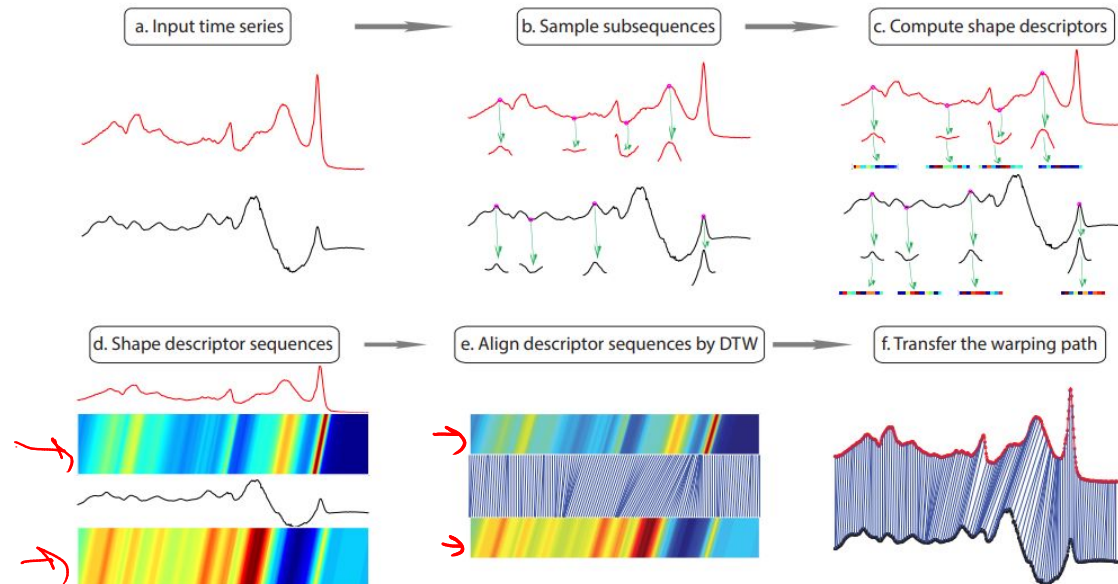 a. Input time series
b. Sample subsequences
c. Compute shape descriptors
d. Shape descriptor sequences
e. Align descriptor sequences by DTW
f. Transfer the warping path